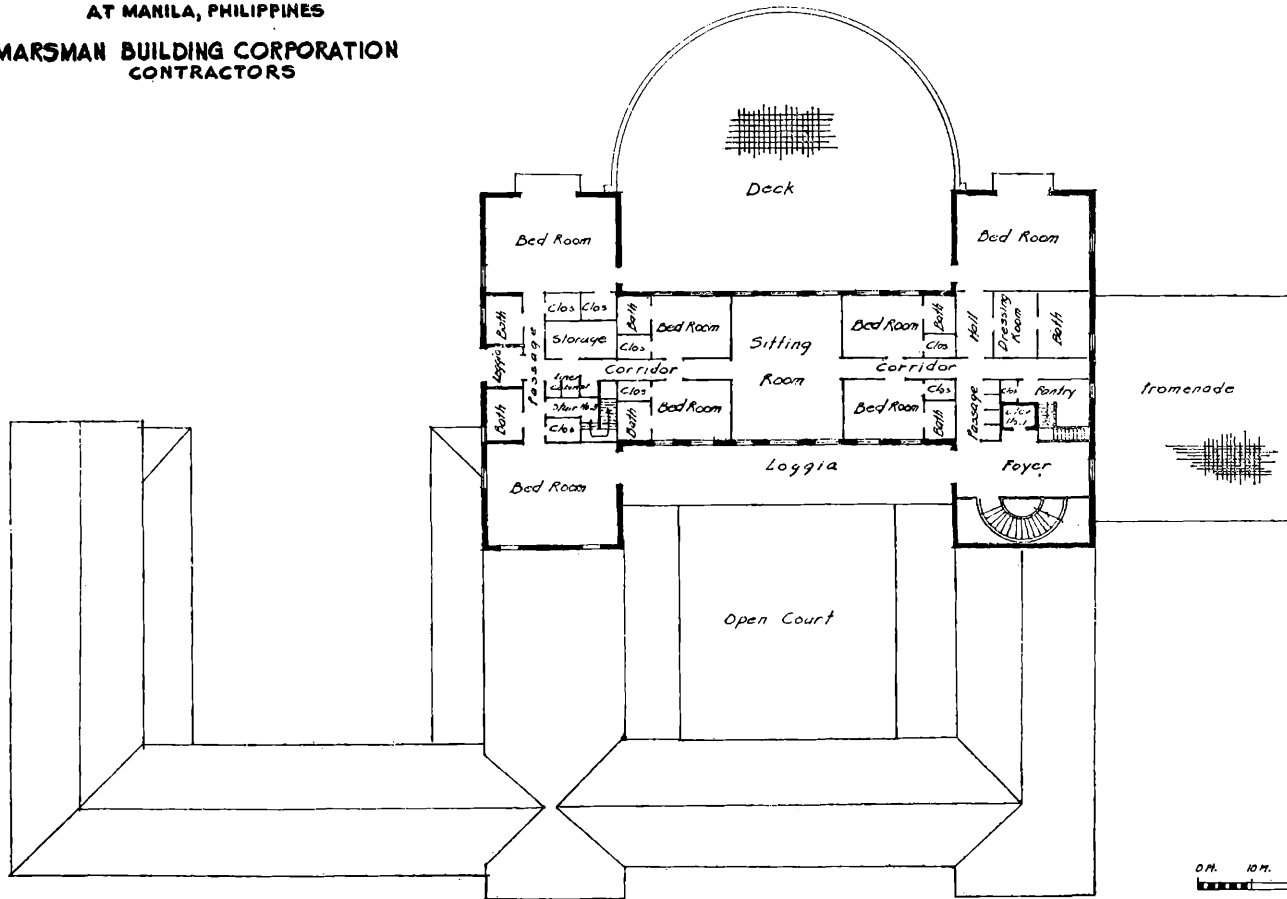 AT MANILA, PHILIPPINES
MARSMAN BUILDING CORPORATION
CONTRACTORS
Deck
Bed Room
Bed Room
Clos
Clos
Bath
Passage
Storage
Bath
Clos
Bed Room
Sitting
Room
Bed Room
Bath
Clos
Hall
Dressing
Room
Bath
Loggia
Corridor
Corridor
Promenade
Bath
Clos
Clos
Bath
Bed Room
Bed Room
Clos
Bath
Passage
Clos
Pantry
Bed Room
Loggia
Foyer
Open Court
0 M. 10 M.